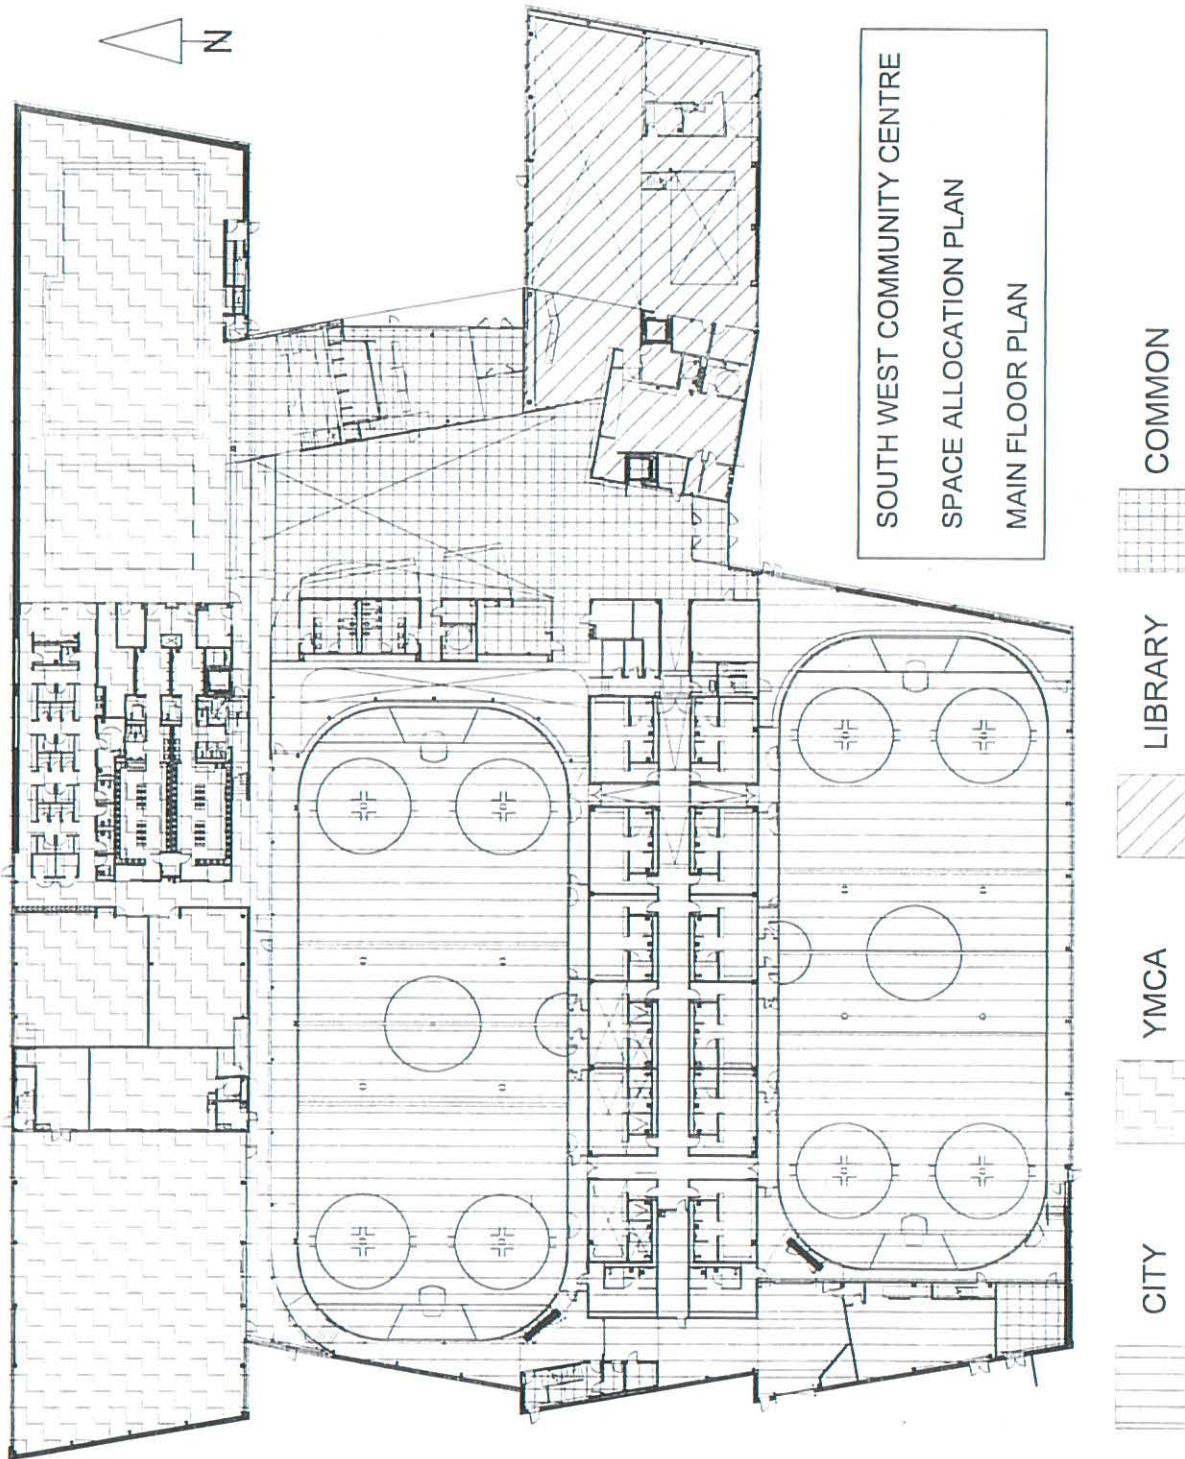 N
SOUTH WEST COMMUNITY CENTRE
SPACE ALLOCATION PLAN
MAIN FLOOR PLAN
CITY
YMCA
LIBRARY
COMMON